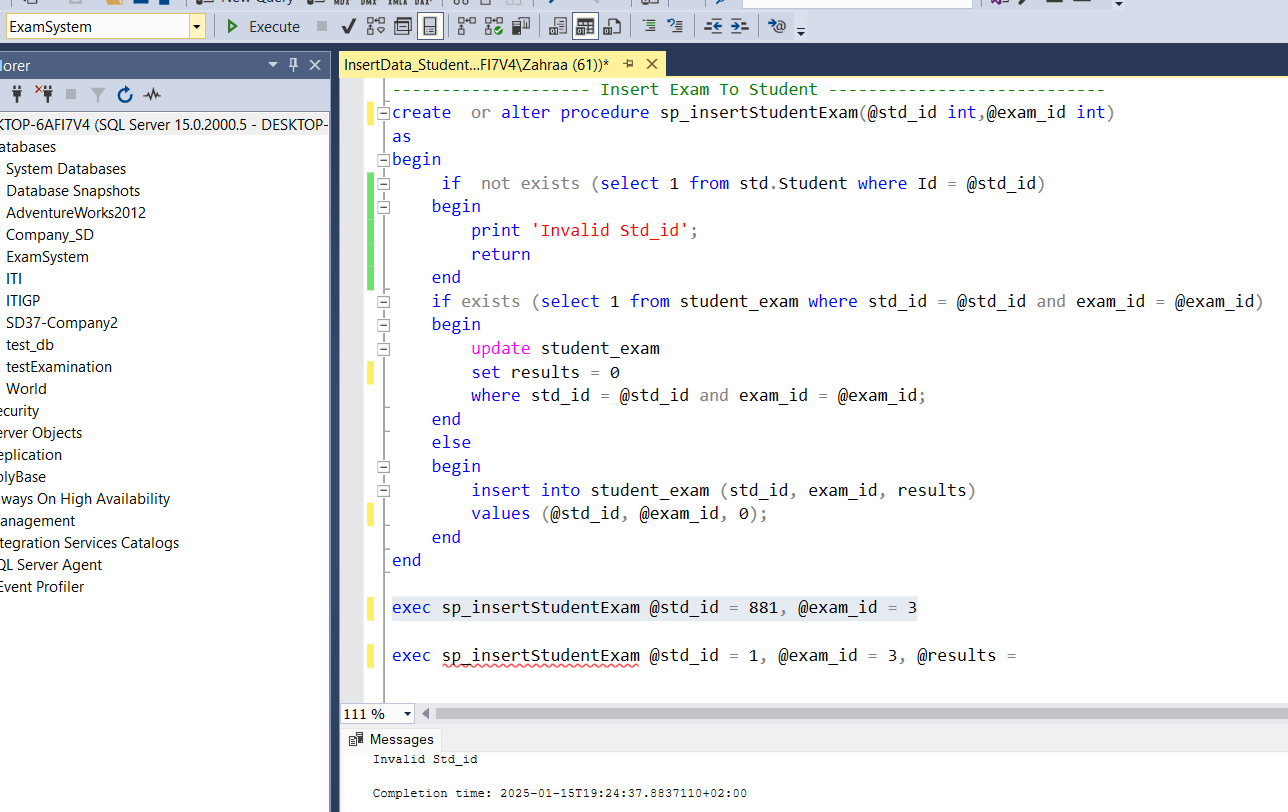 New Query
MDX DMX XMLA DAX
ExamSystem
Execute
lorer
KTOP-6AFI7V4 (SQL Server 15.0.2000.5 - DESKTOP-
atabases
System Databases
Database Snapshots
AdventureWorks2012
Company_SD
ExamSystem
ITI
ITIGP
SD37-Company2
test_db
testExamination
World
ecurity
erver Objects
eplication
olyBase
ways On High Availability
anagement
ntegration Services Catalogs
QL Server Agent
Event Profiler
InsertData_Student...FI7V4\Zahraa (61))*
-------------------- Insert Exam To Student ----------------------------
create  or alter procedure sp_insertStudentExam(@std_id int,@exam_id int)
as
begin
     if  not exists (select 1 from std.Student where Id = @std_id)
    begin
        print 'Invalid Std_id';
        return
    end
    if exists (select 1 from student_exam where std_id = @std_id and exam_id = @exam_id)
    begin
        update student_exam
        set results = 0
        where std_id = @std_id and exam_id = @exam_id;
    end
    else
    begin
        insert into student_exam (std_id, exam_id, results)
        values (@std_id, @exam_id, 0);
    end
end
exec sp_insertStudentExam @std_id = 881, @exam_id = 3
exec sp_insertStudentExam @std_id = 1, @exam_id = 3, @results =
111 %
Messages
Invalid Std_id
Completion time: 2025-01-15T19:24:37.8837110+02:00